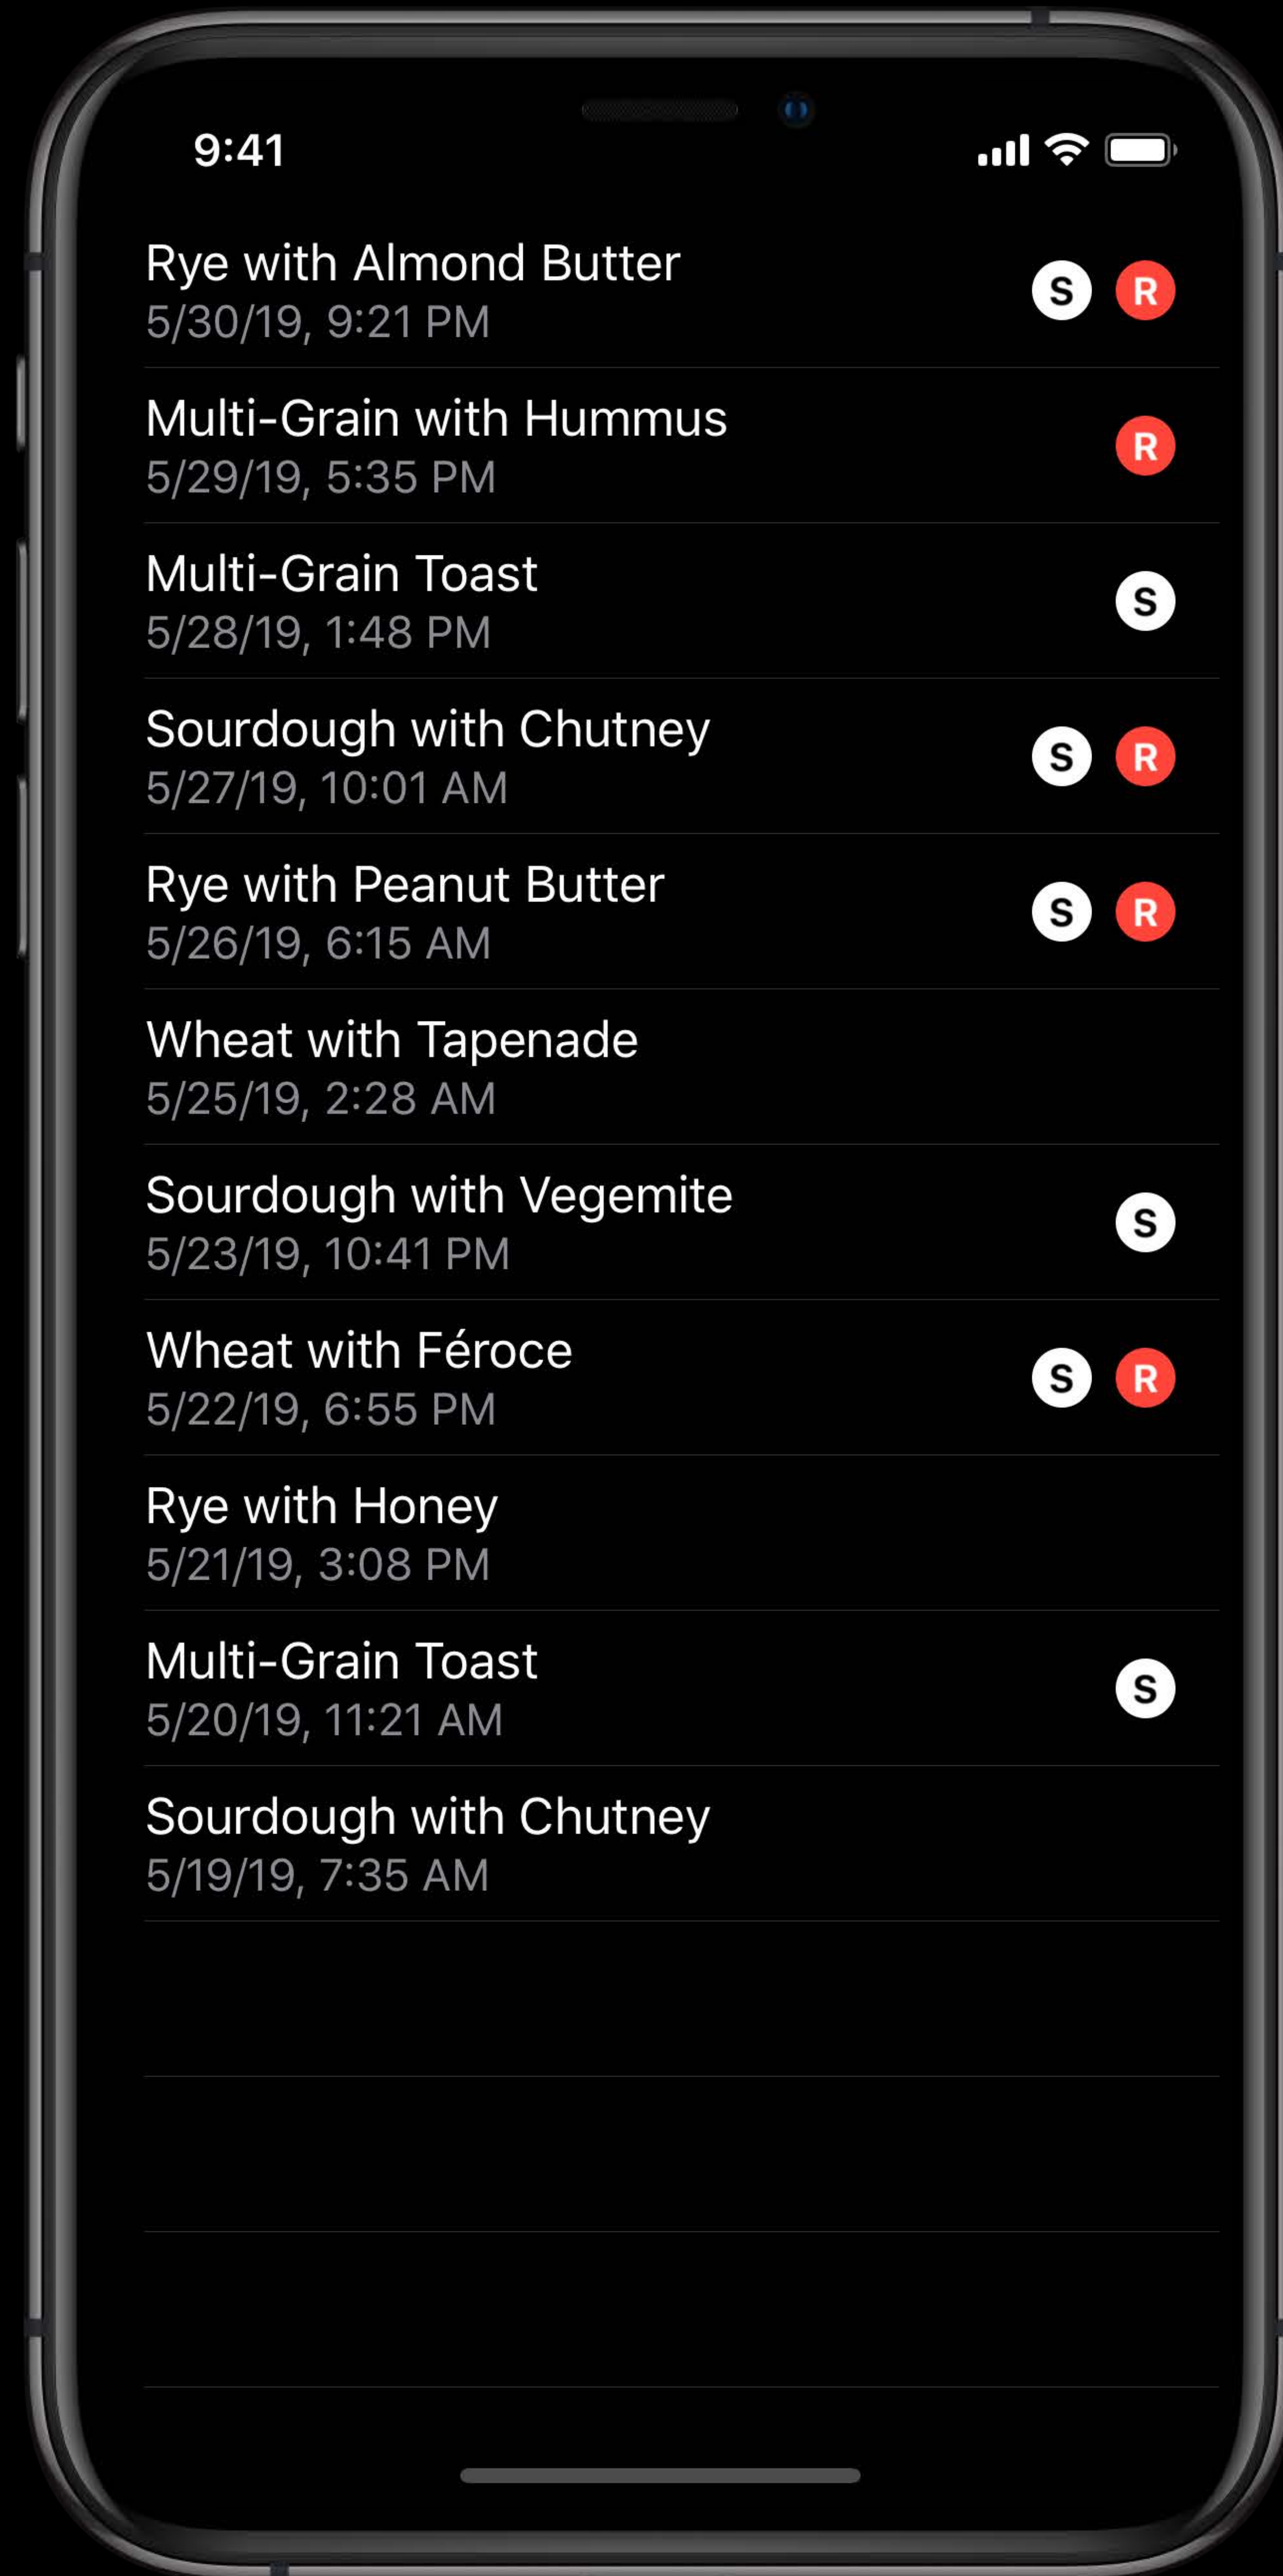 9:41
Rye with Almond Butter
5/30/19, 9:21 PM
S R
Multi-Grain with Hummus
5/29/19, 5:35 PM
R
Multi-Grain Toast
5/28/19, 1:48 PM
S
Sourdough with Chutney
5/27/19, 10:01 AM
S R
Rye with Peanut Butter
5/26/19, 6:15 AM
S R
Wheat with Tapenade
5/25/19, 2:28 AM
Sourdough with Vegemite
5/23/19, 10:41 PM
S
Wheat with Féroce
5/22/19, 6:55 PM
S R
Rye with Honey
5/21/19, 3:08 PM
Multi-Grain Toast
5/20/19, 11:21 AM
S
Sourdough with Chutney
5/19/19, 7:35 AM